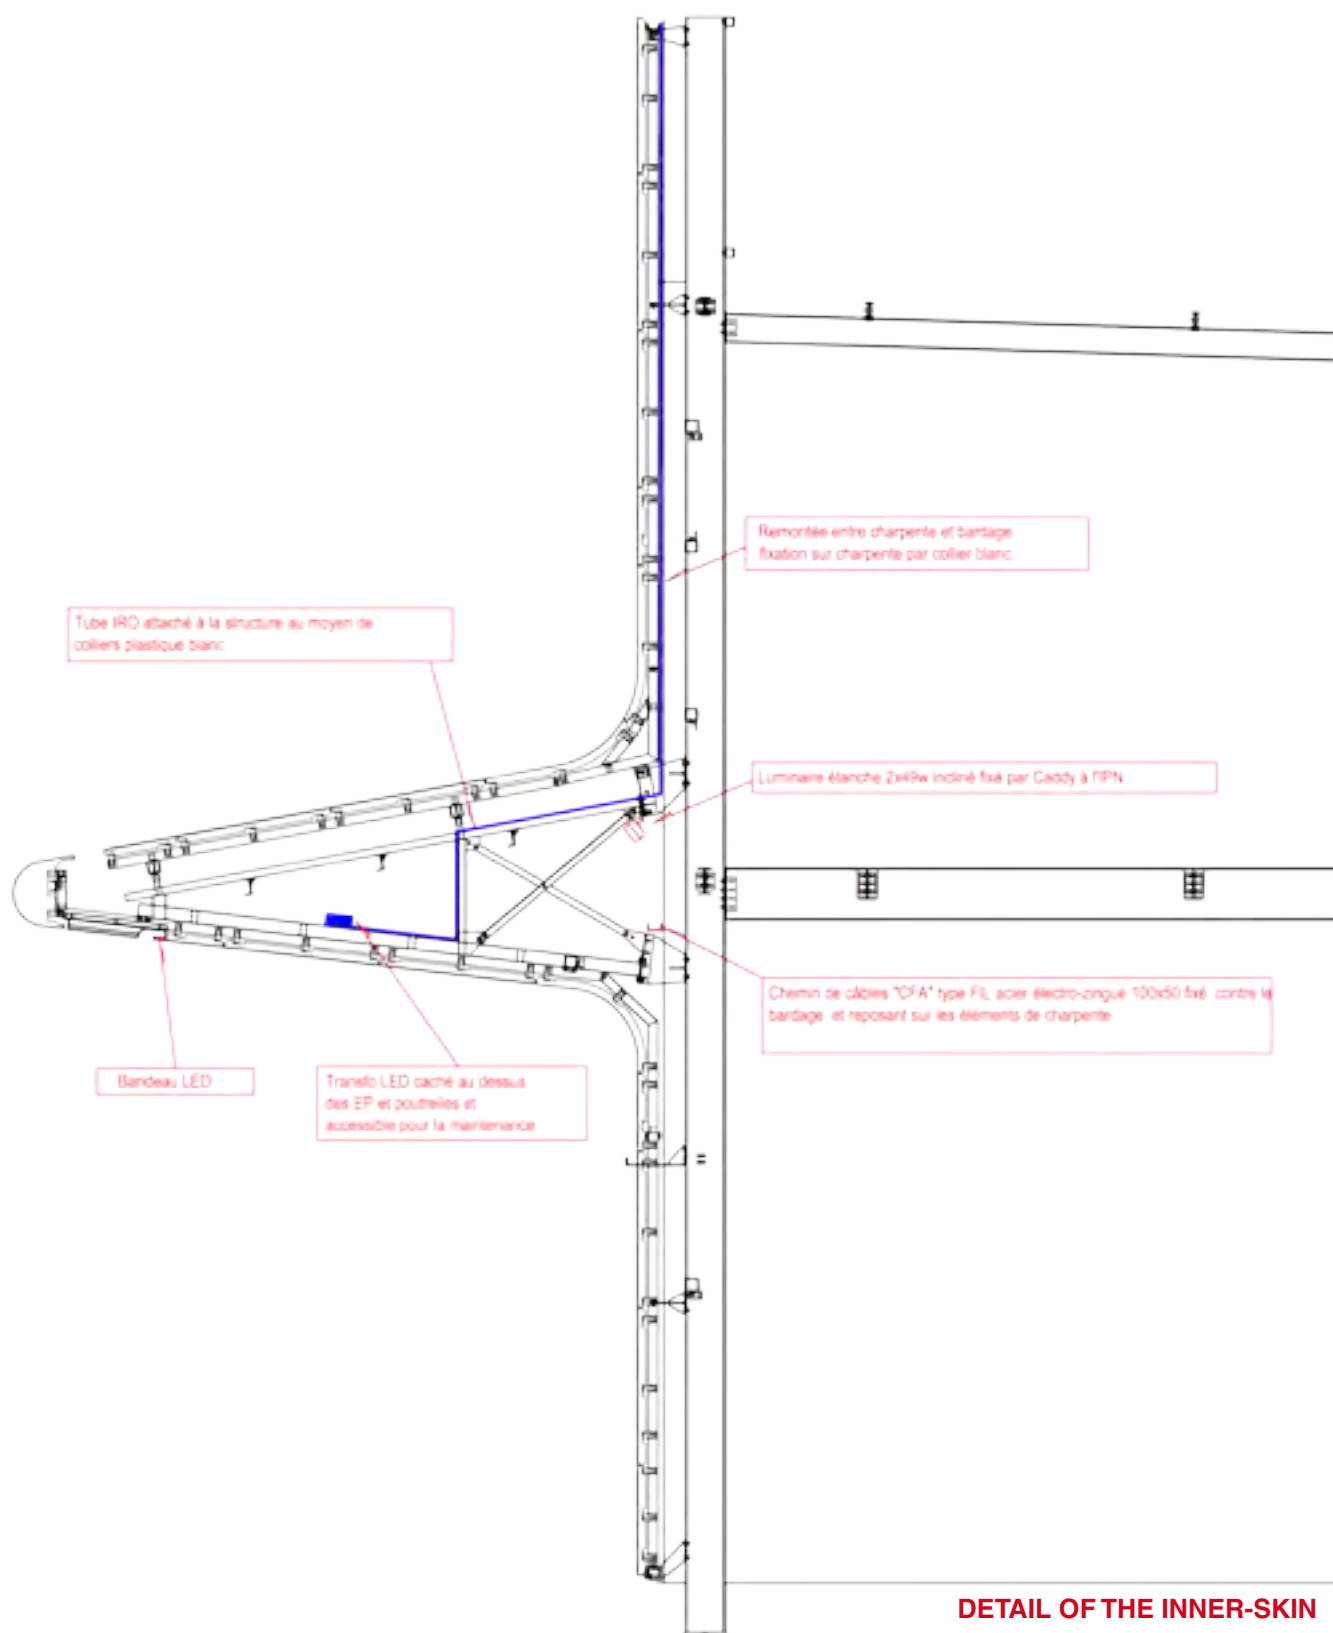 Remontée entre charpente et bardage
fixation sur charpente par collier blanc
Tube IRO attaché à la structure au moyen de
colliers plastique blanc
Luminaire étanche 2x49w incliné fixé par Caddy à l'IPN
Chemin de câbles "CFA" type FIL acier électro-zingué 100x50 fixé contre le
bardage et reposant sur les éléments de charpente
Bandeau LED
Transfo LED caché au dessus
des EP et poutrelles et
accessible pour la maintenance
DETAIL OF THE INNER-SKIN